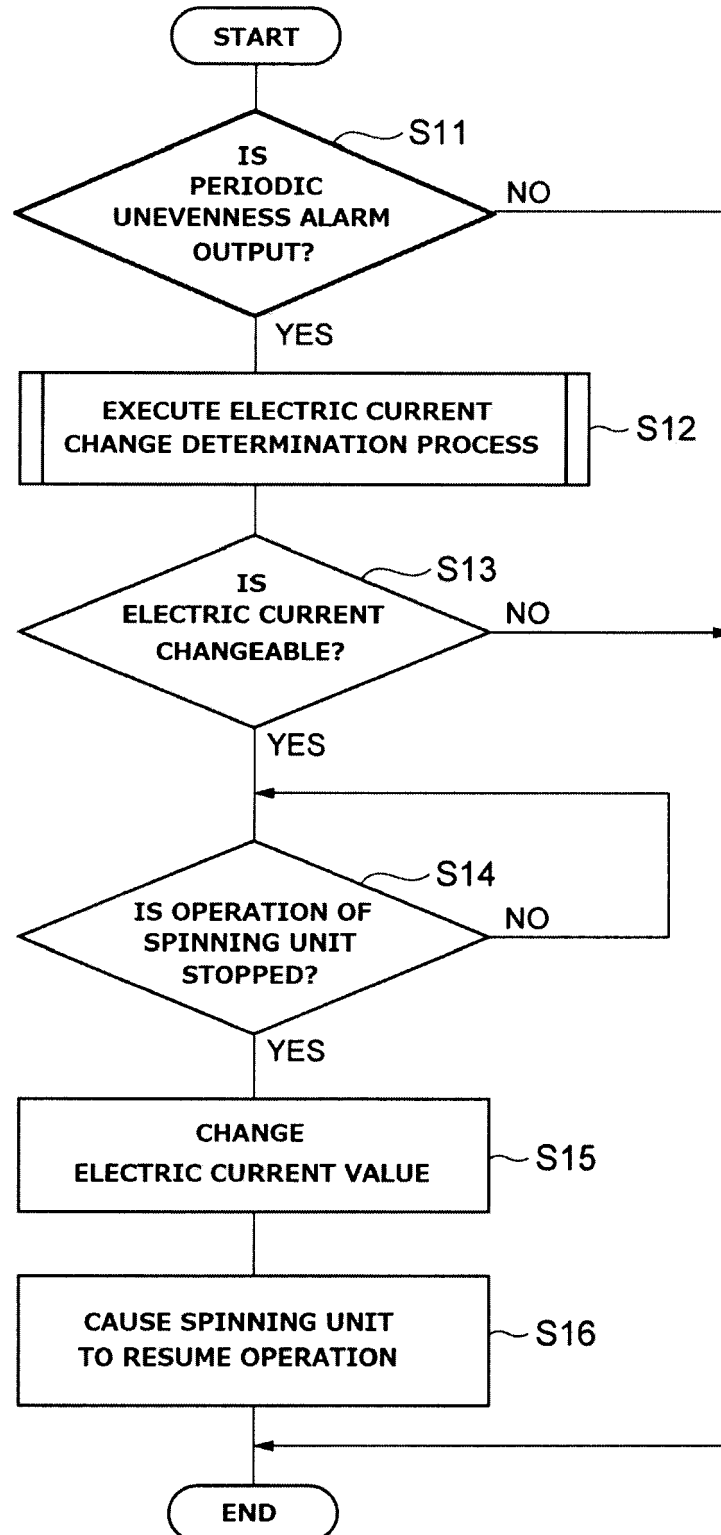 START
S11
IS
PERIODIC
UNEVENNESS ALARM
OUTPUT?
NO
YES
EXECUTE ELECTRIC CURRENT
CHANGE DETERMINATION PROCESS
S12
S13
IS
ELECTRIC CURRENT
CHANGEABLE?
NO
YES
S14
IS OPERATION OF
SPINNING UNIT
STOPPED?
NO
YES
CHANGE
ELECTRIC CURRENT VALUE
S15
CAUSE SPINNING UNIT
TO RESUME OPERATION
S16
END